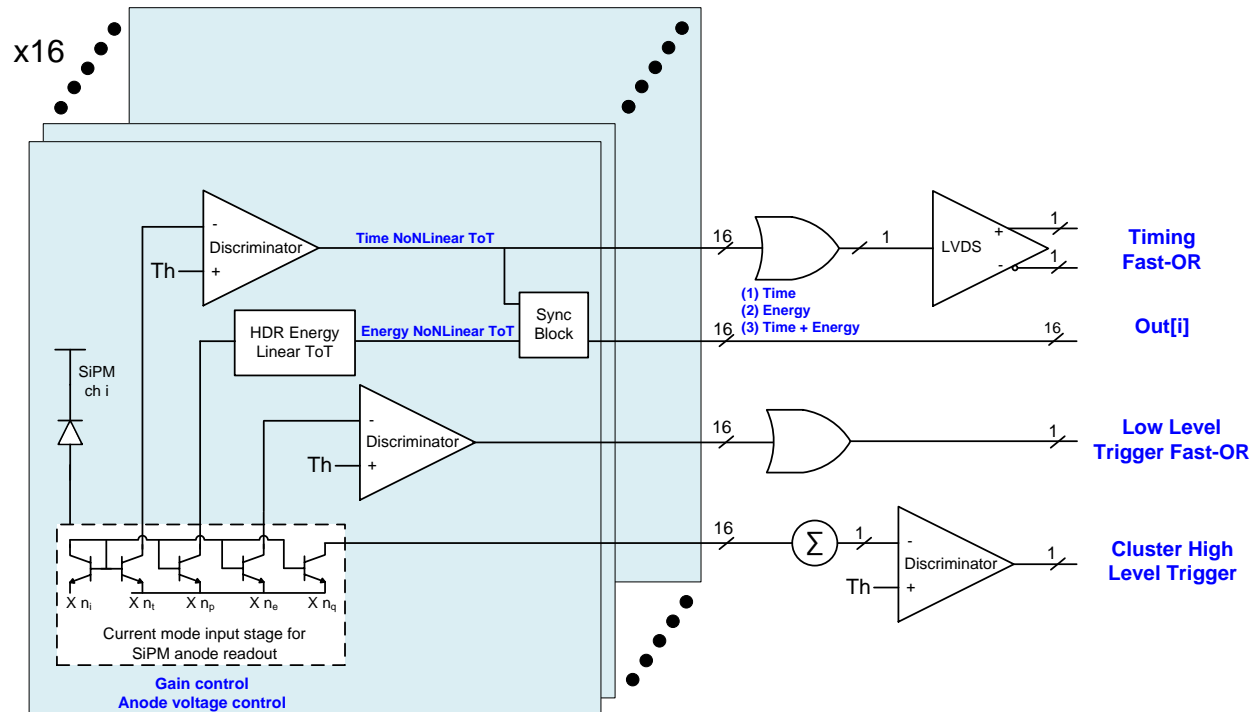 x16
-
Discriminator
Th
+
Time NoNLinear ToT
16
1
+
LVDS
-
1
1
Timing
Fast-OR
(1) Time
(2) Energy
(3) Time + Energy
HDR Energy
Linear ToT
Energy NoNLinear ToT
Sync
Block
16
16
Out[i]
SiPM
ch i
-
Discriminator
Th
+
16
1
Low Level
Trigger Fast-OR
16
Σ
1
-
Discriminator
Th
+
1
Cluster High
Level Trigger
X nᵢ X nₜ X nₚ X nₑ X n_q
Current mode input stage for
SiPM anode readout
Gain control
Anode voltage control